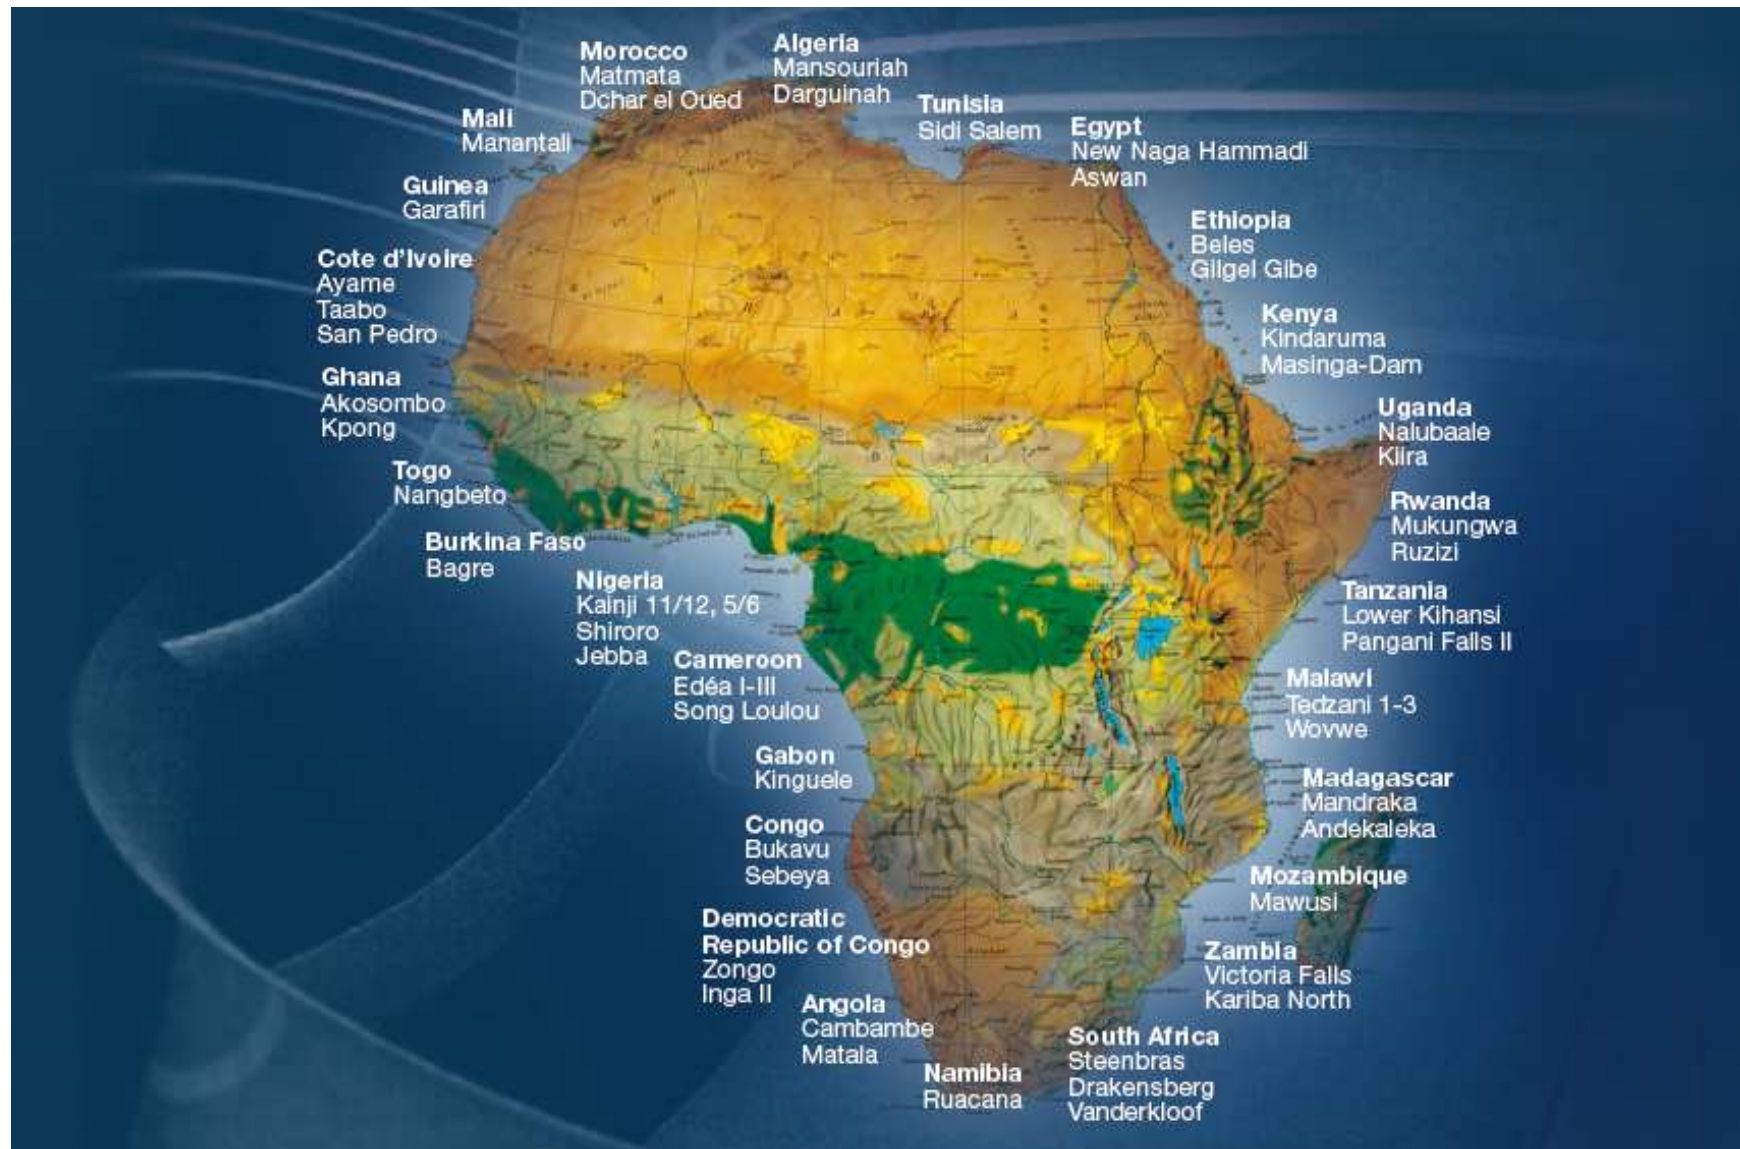 Morocco
Matmata
Dchar el Oued
Algeria
Mansouriah
Darguinah
Tunisia
Sidi Salem
Egypt
New Naga Hammadi
Aswan
Mali
Manantali
Guinea
Garafiri
Cote d'Ivoire
Ayame
Taabo
San Pedro
Ghana
Akosombo
Kpong
Togo
Nangbeto
Burkina Faso
Bagre
Nigeria
Kainji 11/12, 5/6
Shiroro
Jebba
Cameroon
Edéa I-III
Song Loulou
Gabon
Kinguele
Congo
Bukavu
Sebeya
Democratic
Republic of Congo
Zongo
Inga II
Angola
Cambambe
Matala
Namibia
Ruacana
South Africa
Steenbras
Drakensberg
Vanderkloof
Zambia
Victoria Falls
Kariba North
Mozambique
Mawusi
Madagascar
Mandraka
Andekaleka
Malawi
Tedzani 1-3
Wovwe
Tanzania
Lower Kihansi
Pangani Falls II
Rwanda
Mukungwa
Ruzizi
Uganda
Nalubaale
Kiira
Kenya
Kindaruma
Masinga-Dam
Ethiopia
Beles
Gilgel Gibe